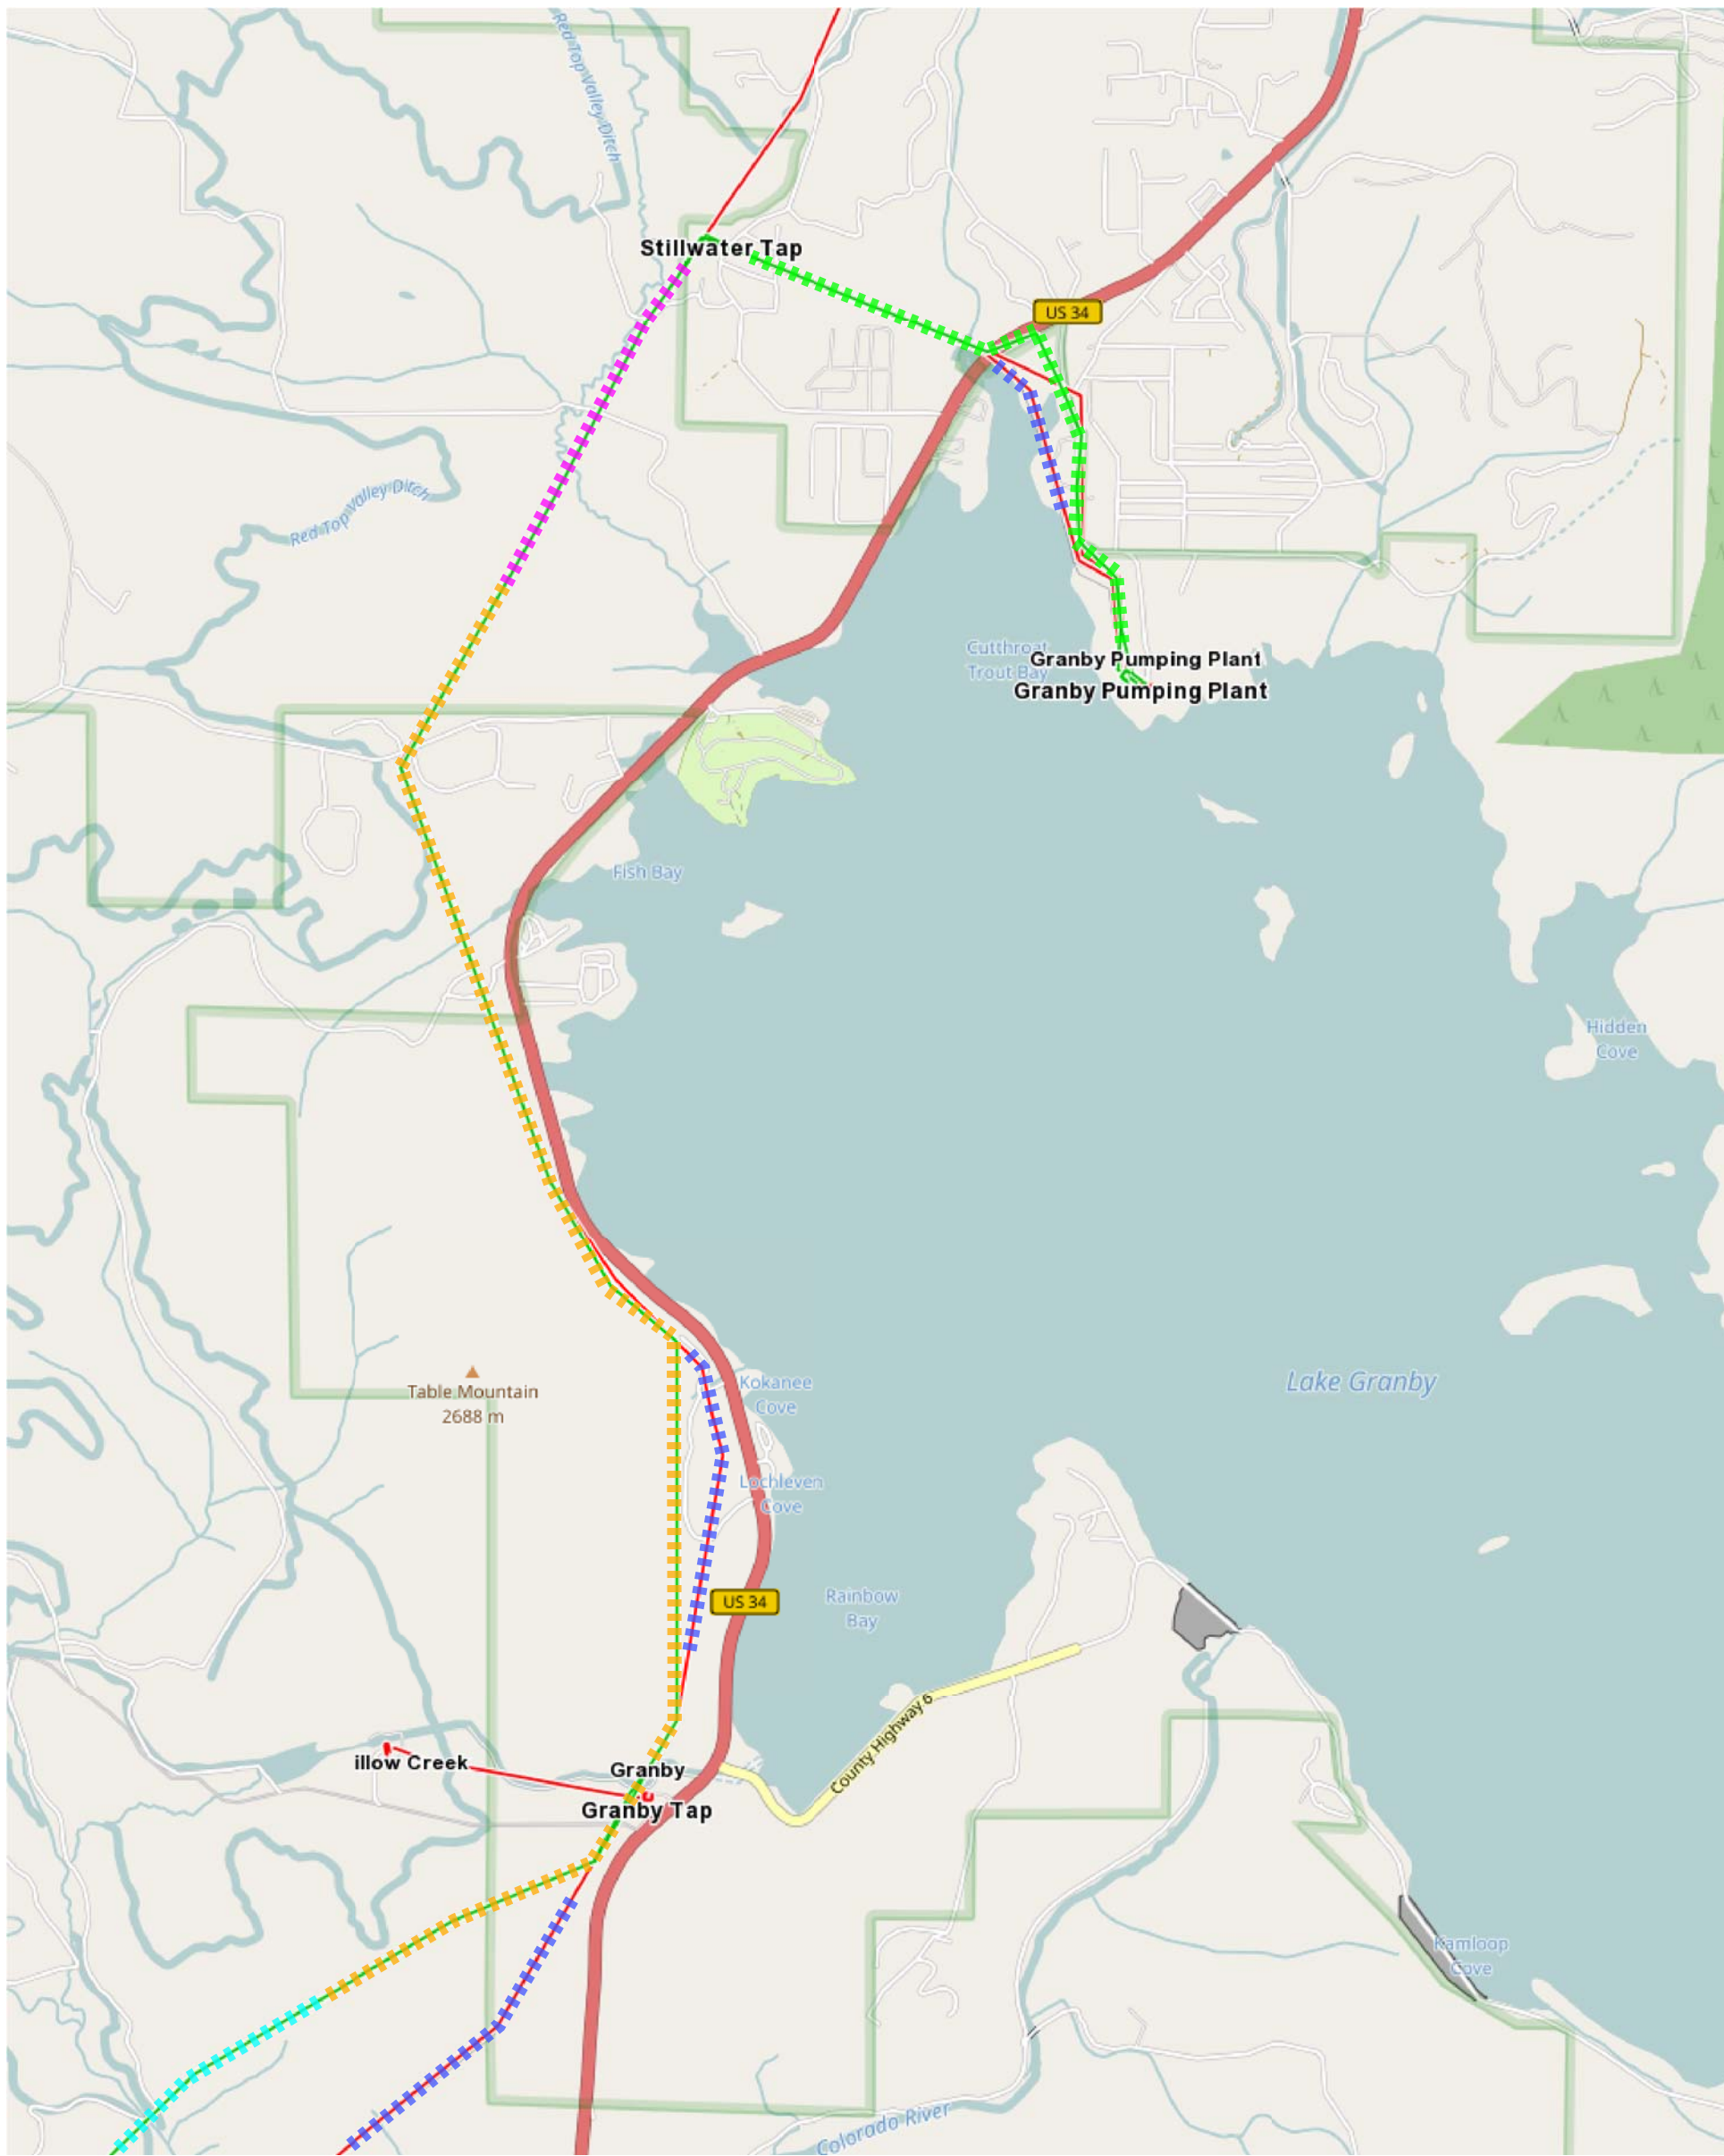 Red Top Valley Ditch
Stillwater Tap
US 34
Red Top Valley Ditch
Cutthroat
Trout Bay
Granby Pumping Plant
Granby Pumping Plant
Fish Bay
Hidden
Cove
Table Mountain
2688 m
Kokanee
Cove
Lake Granby
Lochleven
Cove
US 34
Rainbow
Bay
County Highway 6
illow Creek
Granby
Granby Tap
Kamloop
Cove
Colorado River